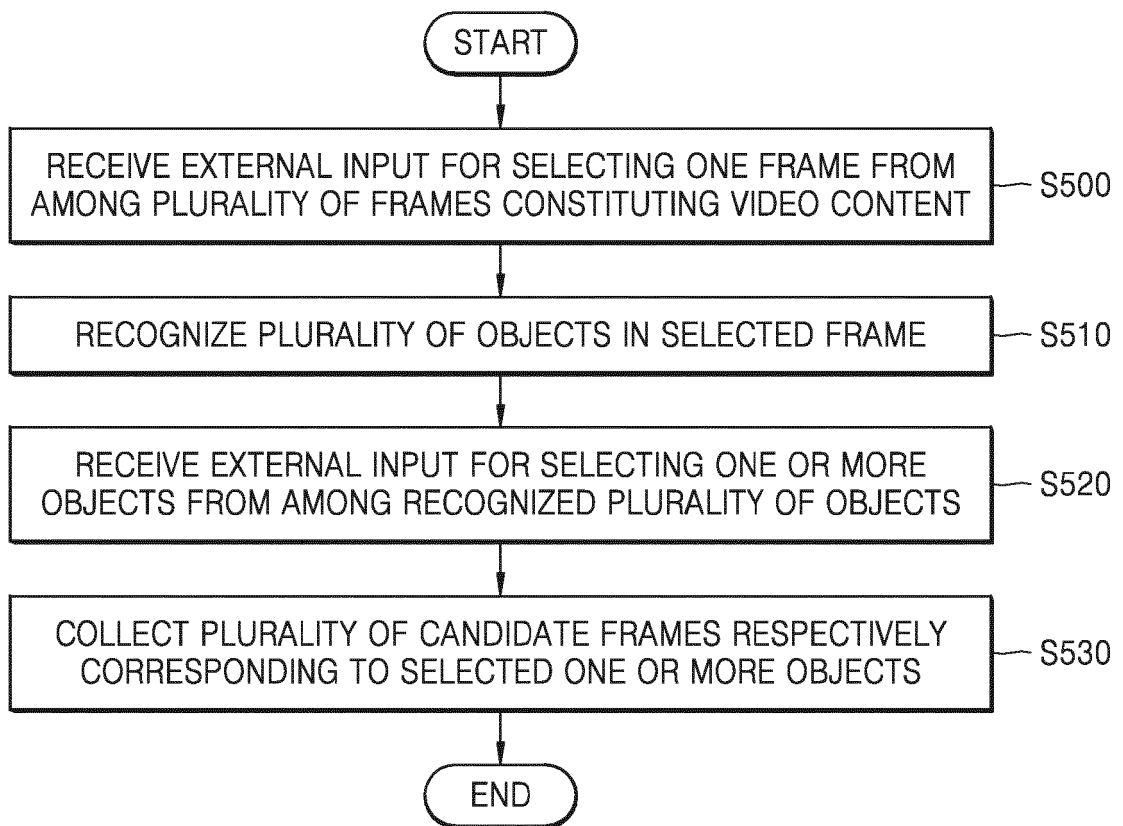 START
RECEIVE EXTERNAL INPUT FOR SELECTING ONE FRAME FROM
AMONG PLURALITY OF FRAMES CONSTITUTING VIDEO CONTENT
S500
RECOGNIZE PLURALITY OF OBJECTS IN SELECTED FRAME
S510
RECEIVE EXTERNAL INPUT FOR SELECTING ONE OR MORE
OBJECTS FROM AMONG RECOGNIZED PLURALITY OF OBJECTS
S520
COLLECT PLURALITY OF CANDIDATE FRAMES RESPECTIVELY
CORRESPONDING TO SELECTED ONE OR MORE OBJECTS
S530
END